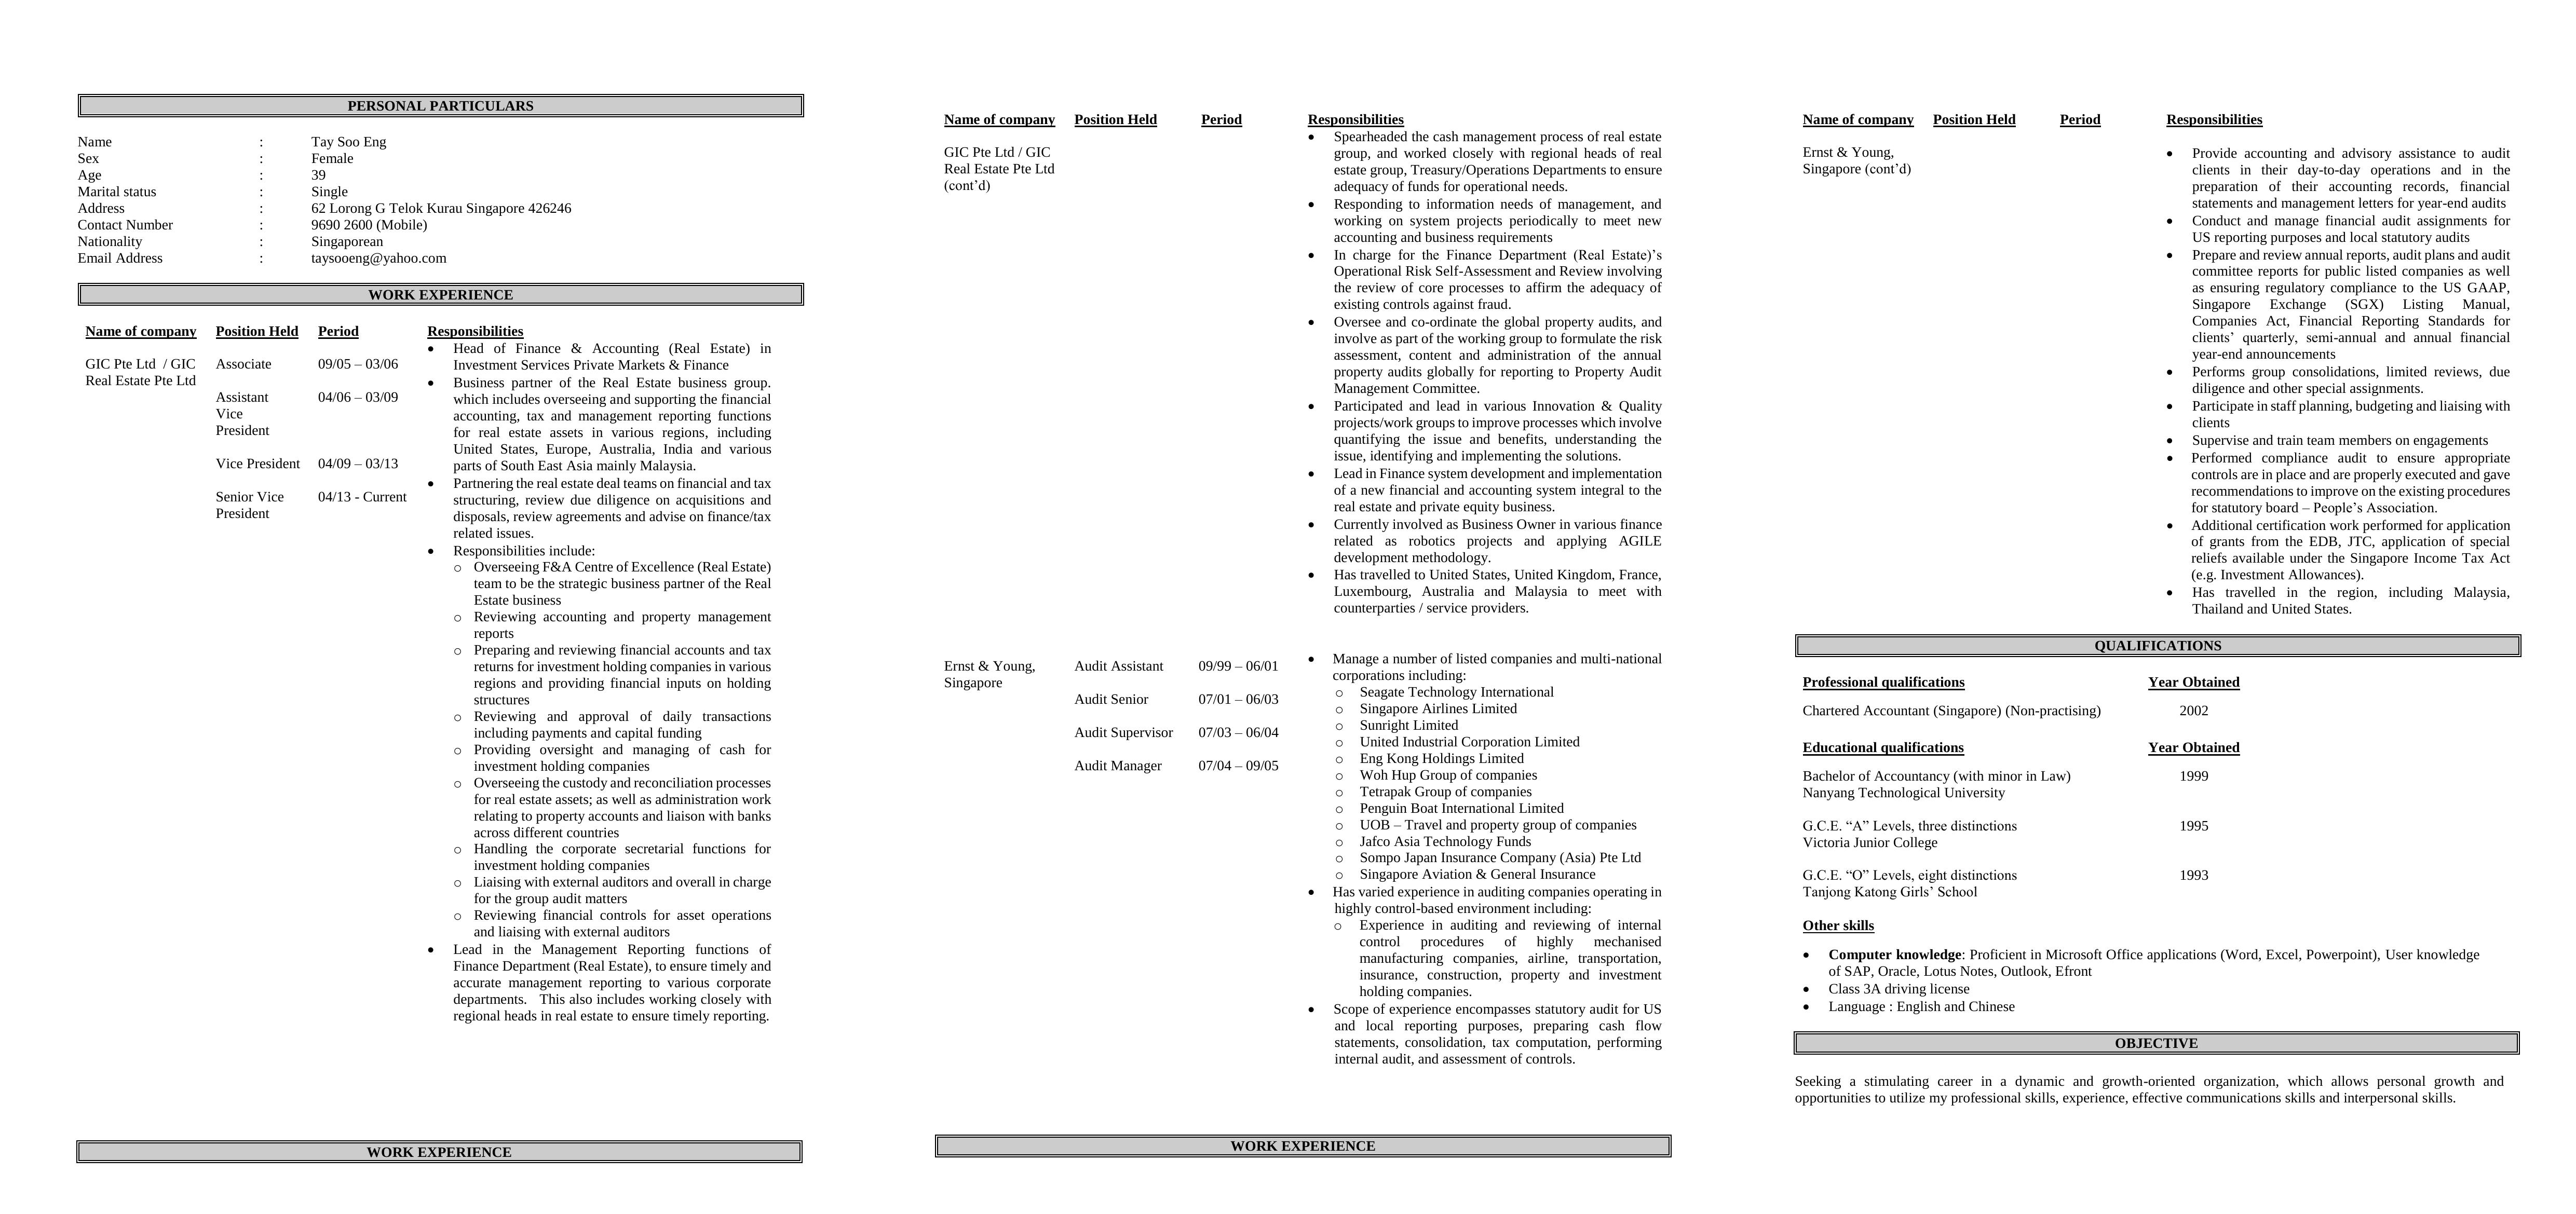 PERSONAL PARTICULARS
Name : Tay Soo Eng
Sex : Female
Age : 39
Marital status : Single
Address : 62 Lorong G Telok Kurau Singapore 426246
Contact Number : 9690 2600 (Mobile)
Nationality : Singaporean
Email Address : taysooeng@yahoo.com
WORK EXPERIENCE
Name of company Position Held Period Responsibilities
GIC Pte Ltd / GIC
Real Estate Pte Ltd
Associate 09/05 – 03/06
Assistant
Vice
President
04/06 – 03/09
Vice President 04/09 – 03/13
Senior Vice
President
04/13 - Current
• Head of Finance & Accounting (Real Estate) in
Investment Services Private Markets & Finance
• Business partner of the Real Estate business group.
which includes overseeing and supporting the financial
accounting, tax and management reporting functions
for real estate assets in various regions, including
United States, Europe, Australia, India and various
parts of South East Asia mainly Malaysia.
• Partnering the real estate deal teams on financial and tax
structuring, review due diligence on acquisitions and
disposals, review agreements and advise on finance/tax
related issues.
• Responsibilities include:
o Overseeing F&A Centre of Excellence (Real Estate)
team to be the strategic business partner of the Real
Estate business
o Reviewing accounting and property management
reports
o Preparing and reviewing financial accounts and tax
returns for investment holding companies in various
regions and providing financial inputs on holding
structures
o Reviewing and approval of daily transactions
including payments and capital funding
o Providing oversight and managing of cash for
investment holding companies
o Overseeing the custody and reconciliation processes
for real estate assets; as well as administration work
relating to property accounts and liaison with banks
across different countries
o Handling the corporate secretarial functions for
investment holding companies
o Liaising with external auditors and overall in charge
for the group audit matters
o Reviewing financial controls for asset operations
and liaising with external auditors
• Lead in the Management Reporting functions of
Finance Department (Real Estate), to ensure timely and
accurate management reporting to various corporate
departments. This also includes working closely with
regional heads in real estate to ensure timely reporting.
WORK EXPERIENCE
Name of company Position Held Period Responsibilities
GIC Pte Ltd / GIC
Real Estate Pte Ltd
(cont’d)
• Spearheaded the cash management process of real estate
group, and worked closely with regional heads of real
estate group, Treasury/Operations Departments to ensure
adequacy of funds for operational needs.
• Responding to information needs of management, and
working on system projects periodically to meet new
accounting and business requirements
• In charge for the Finance Department (Real Estate)’s
Operational Risk Self-Assessment and Review involving
the review of core processes to affirm the adequacy of
existing controls against fraud.
• Oversee and co-ordinate the global property audits, and
involve as part of the working group to formulate the risk
assessment, content and administration of the annual
property audits globally for reporting to Property Audit
Management Committee.
• Participated and lead in various Innovation & Quality
projects/work groups to improve processes which involve
quantifying the issue and benefits, understanding the
issue, identifying and implementing the solutions.
• Lead in Finance system development and implementation
of a new financial and accounting system integral to the
real estate and private equity business.
• Currently involved as Business Owner in various finance
related as robotics projects and applying AGILE
development methodology.
• Has travelled to United States, United Kingdom, France,
Luxembourg, Australia and Malaysia to meet with
counterparties / service providers.
Ernst & Young,
Singapore
Audit Assistant 09/99 – 06/01
Audit Senior 07/01 – 06/03
Audit Supervisor 07/03 – 06/04
Audit Manager 07/04 – 09/05
• Manage a number of listed companies and multi-national
corporations including:
o Seagate Technology International
o Singapore Airlines Limited
o Sunright Limited
o United Industrial Corporation Limited
o Eng Kong Holdings Limited
o Woh Hup Group of companies
o Tetrapak Group of companies
o Penguin Boat International Limited
o UOB – Travel and property group of companies
o Jafco Asia Technology Funds
o Sompo Japan Insurance Company (Asia) Pte Ltd
o Singapore Aviation & General Insurance
• Has varied experience in auditing companies operating in
highly control-based environment including:
o Experience in auditing and reviewing of internal
control procedures of highly mechanised
manufacturing companies, airline, transportation,
insurance, construction, property and investment
holding companies.
• Scope of experience encompasses statutory audit for US
and local reporting purposes, preparing cash flow
statements, consolidation, tax computation, performing
internal audit, and assessment of controls.
WORK EXPERIENCE
Name of company Position Held Period Responsibilities
Ernst & Young,
Singapore (cont’d)
• Provide accounting and advisory assistance to audit
clients in their day-to-day operations and in the
preparation of their accounting records, financial
statements and management letters for year-end audits
• Conduct and manage financial audit assignments for
US reporting purposes and local statutory audits
• Prepare and review annual reports, audit plans and audit
committee reports for public listed companies as well
as ensuring regulatory compliance to the US GAAP,
Singapore Exchange (SGX) Listing Manual,
Companies Act, Financial Reporting Standards for
clients’ quarterly, semi-annual and annual financial
year-end announcements
• Performs group consolidations, limited reviews, due
diligence and other special assignments.
• Participate in staff planning, budgeting and liaising with
clients
• Supervise and train team members on engagements
• Performed compliance audit to ensure appropriate
controls are in place and are properly executed and gave
recommendations to improve on the existing procedures
for statutory board – People’s Association.
• Additional certification work performed for application
of grants from the EDB, JTC, application of special
reliefs available under the Singapore Income Tax Act
(e.g. Investment Allowances).
• Has travelled in the region, including Malaysia,
Thailand and United States.
QUALIFICATIONS
Professional qualifications Year Obtained
Chartered Accountant (Singapore) (Non-practising) 2002
Educational qualifications Year Obtained
Bachelor of Accountancy (with minor in Law) 1999
Nanyang Technological University
G.C.E. “A” Levels, three distinctions 1995
Victoria Junior College
G.C.E. “O” Levels, eight distinctions 1993
Tanjong Katong Girls’ School
Other skills
• Computer knowledge: Proficient in Microsoft Office applications (Word, Excel, Powerpoint), User knowledge
of SAP, Oracle, Lotus Notes, Outlook, Efront
• Class 3A driving license
• Language : English and Chinese
OBJECTIVE
Seeking a stimulating career in a dynamic and growth-oriented organization, which allows personal growth and
opportunities to utilize my professional skills, experience, effective communications skills and interpersonal skills.